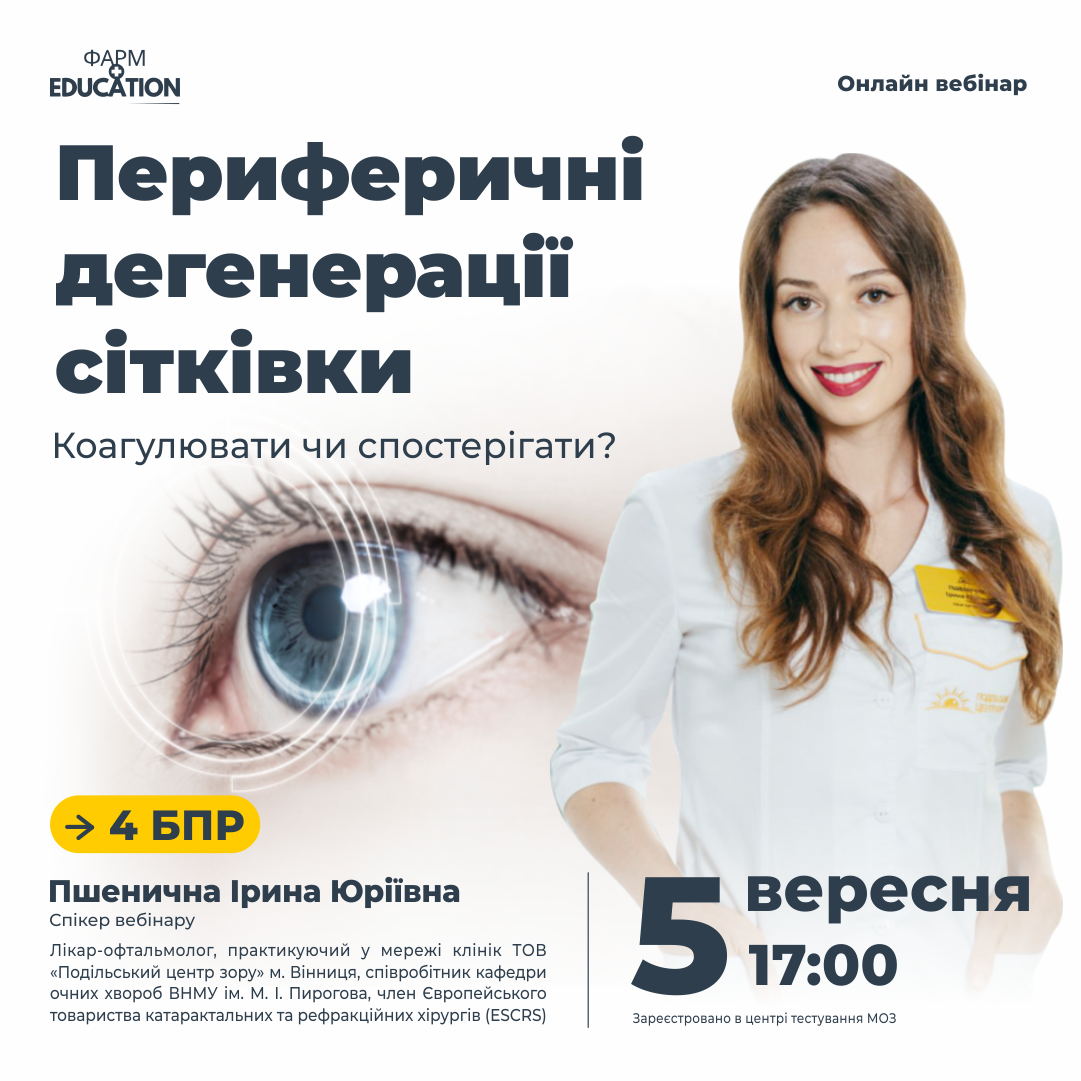 ФАРМ
EDUCATION
Онлайн вебінар
Периферичні
дегенерації
сітківки
Коагулювати чи спостерігати?
→ 4 БПР
Пшенична Ірина Юріївна
Спікер вебінару
Лікар-офтальмолог, практикуючий у мережі клінік ТОВ
«Подільський центр зору» м. Вінниця, співробітник кафедри
очних хвороб ВНМУ ім. М. І. Пирогова, член Європейського
товариства катарактальних та рефракційних хірургів (ESCRS)
5 вересня
17:00
Зареєстровано в центрі тестування МОЗ